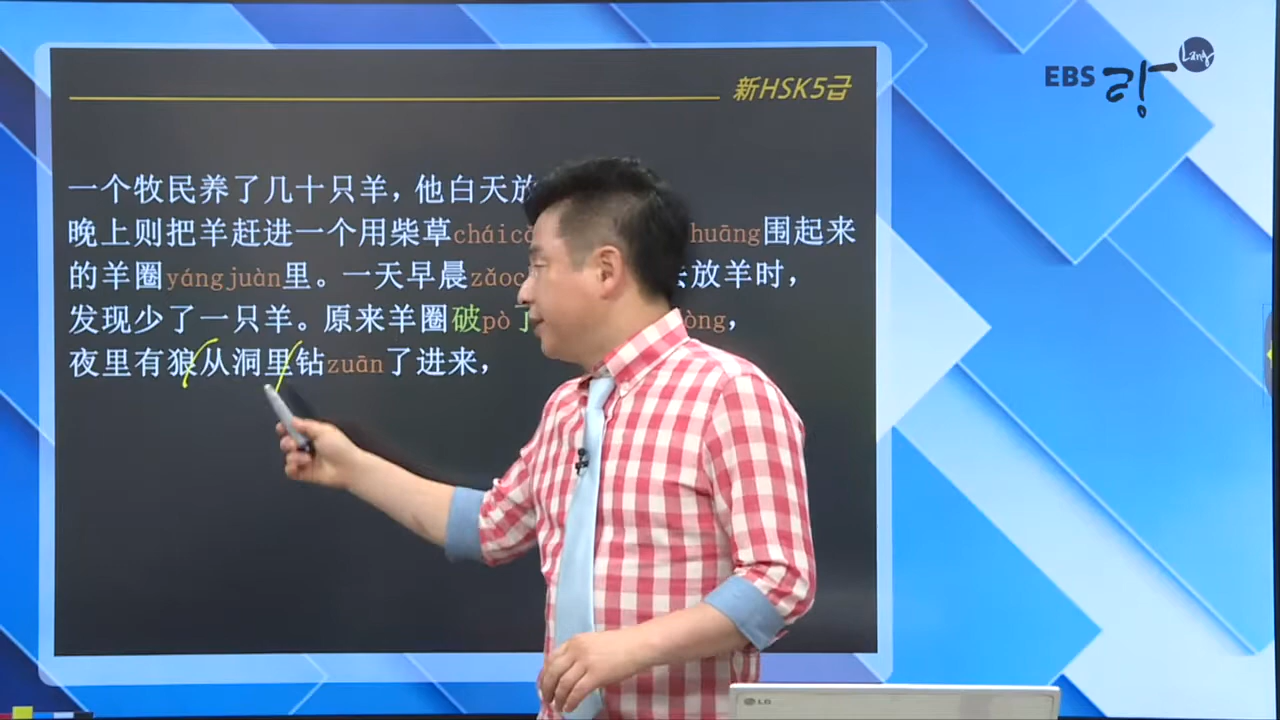 EBS 랑 Lang
新HSK5급
一个牧民养了几十只羊，他白天放
晚上则把羊赶进一个用柴草cháicǎ huāng围起来
的羊圈yángjuàn里。一天早晨zǎoc 去放羊时，
发现少了一只羊。原来羊圈破pò了 òng，
夜里有狼从洞里钻zuān了进来，
LG